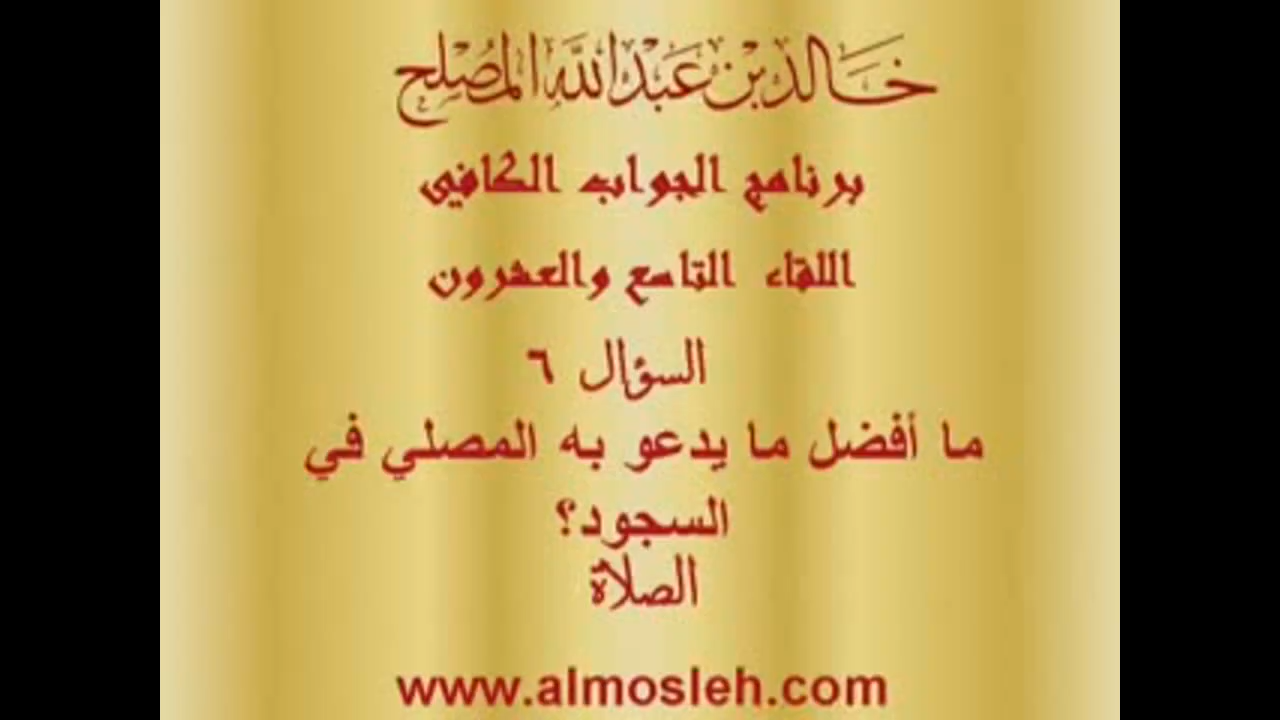 خالد بن عبد الله المصلح
برنامج الجواب الكافي
اللقاء التاسع والعشرون
السؤال ٦
ما أفضل ما يدعو به المصلي في
السجود؟
الصلاة
www.almosleh.com